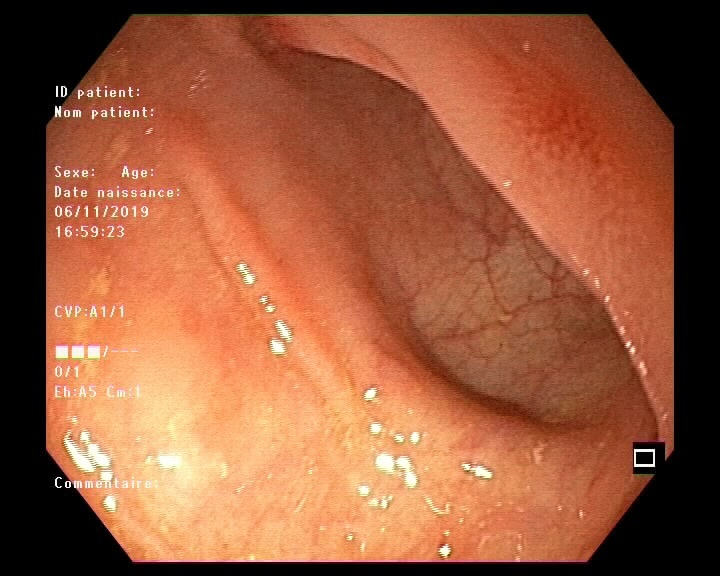 ID patient:
Nom patient:
Sexe: Age:
Date naissance:
06/11/2019
16:59:23
CVP:A1/1
/---
0/1
Eh:A5 Cm:1
Commentaire: